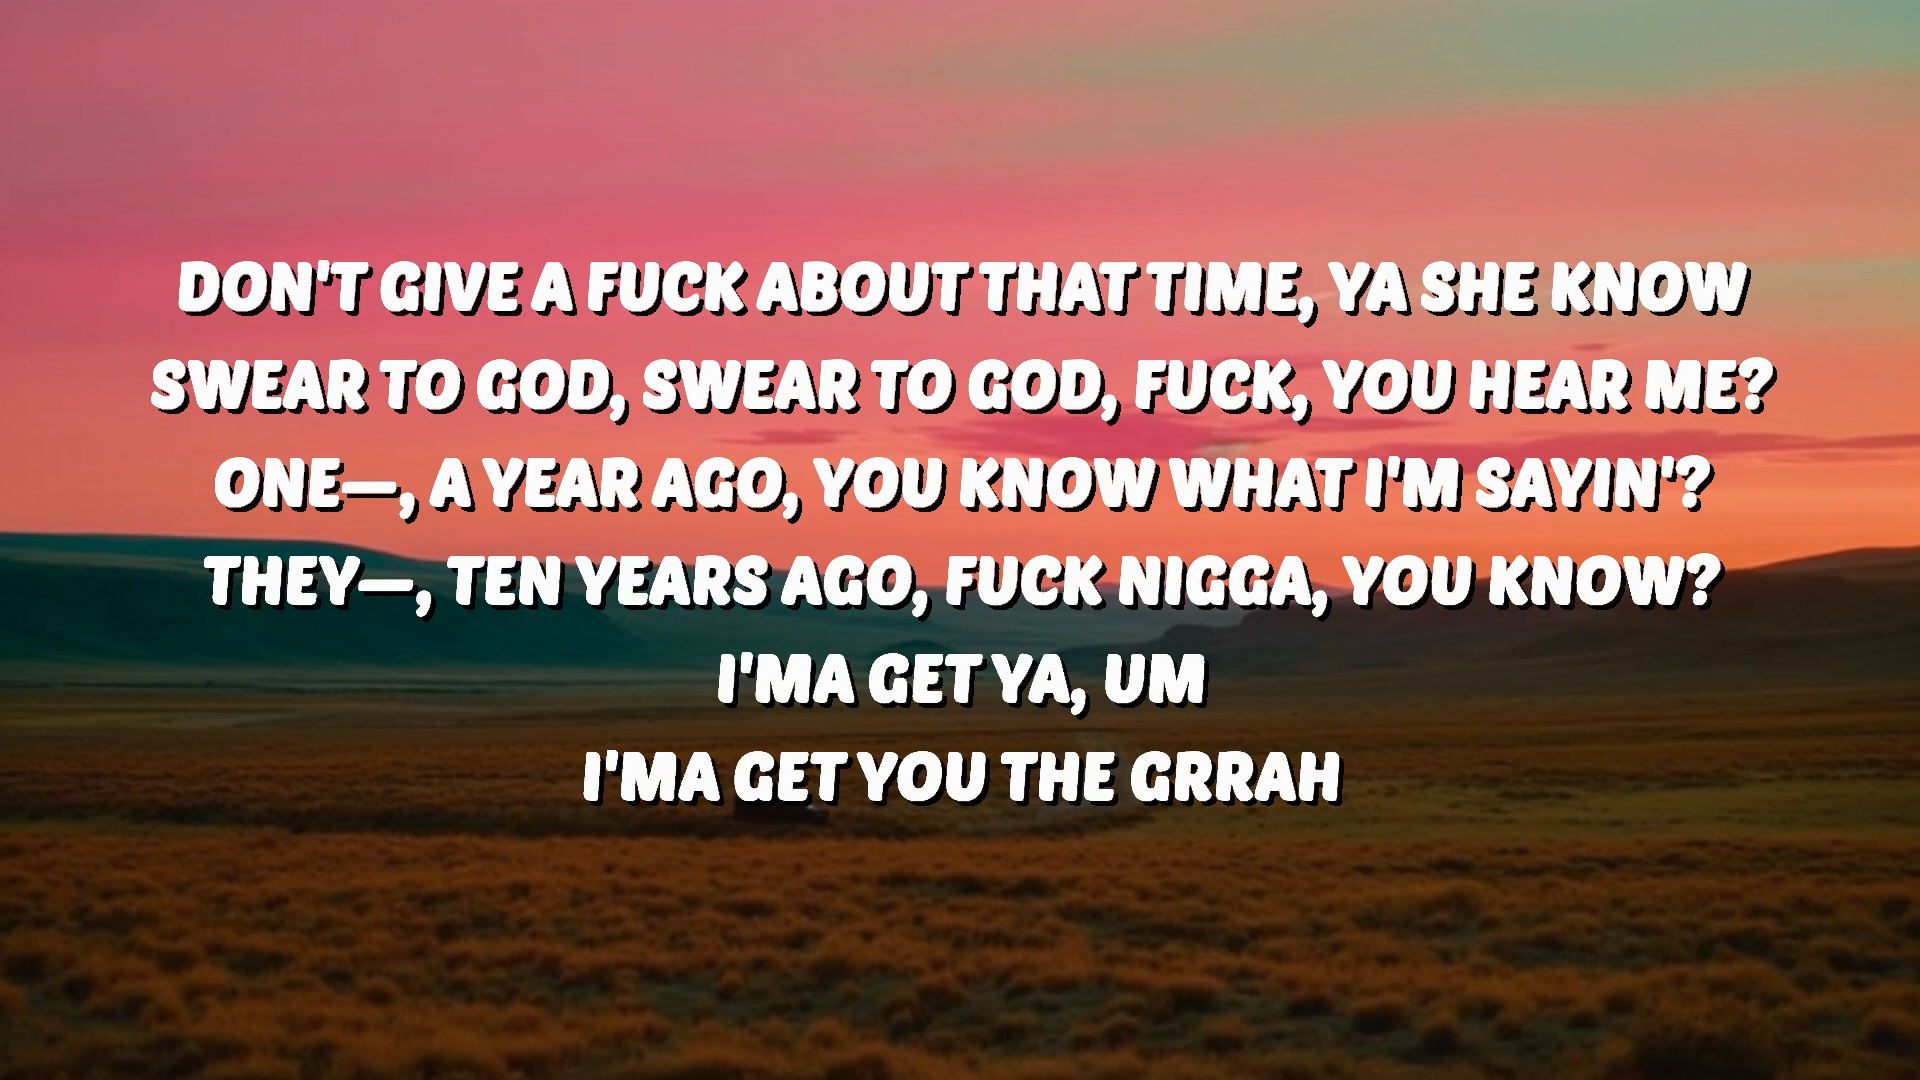 DON'T GIVE A FUCK ABOUT THAT TIME, YA SHE KNOW
SWEAR TO GOD, SWEAR TO GOD, FUCK, YOU HEAR ME?
ONE—, A YEAR AGO, YOU KNOW WHAT I'M SAYIN'?
THEY—, TEN YEARS AGO, FUCK NIGGA, YOU KNOW?
I'MA GET YA, UM
I'MA GET YOU THE GRRAH